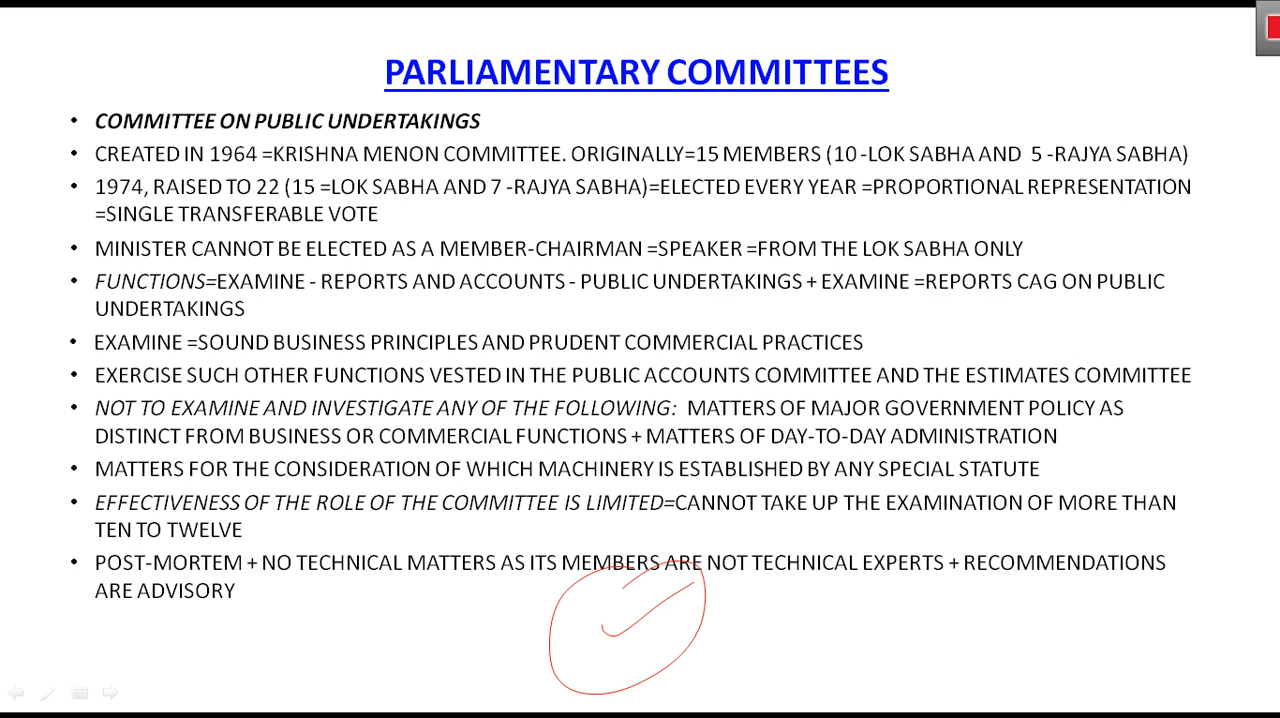 PARLIAMENTARY COMMITTEES
• COMMITTEE ON PUBLIC UNDERTAKINGS
• CREATED IN 1964 =KRISHNA MENON COMMITTEE. ORIGINALLY=15 MEMBERS (10 -LOK SABHA AND 5 -RAJYA SABHA)
• 1974, RAISED TO 22 (15 =LOK SABHA AND 7 -RAJYA SABHA)=ELECTED EVERY YEAR =PROPORTIONAL REPRESENTATION
=SINGLE TRANSFERABLE VOTE
• MINISTER CANNOT BE ELECTED AS A MEMBER-CHAIRMAN =SPEAKER =FROM THE LOK SABHA ONLY
• FUNCTIONS=EXAMINE - REPORTS AND ACCOUNTS - PUBLIC UNDERTAKINGS + EXAMINE =REPORTS CAG ON PUBLIC
UNDERTAKINGS
• EXAMINE =SOUND BUSINESS PRINCIPLES AND PRUDENT COMMERCIAL PRACTICES
• EXERCISE SUCH OTHER FUNCTIONS VESTED IN THE PUBLIC ACCOUNTS COMMITTEE AND THE ESTIMATES COMMITTEE
• NOT TO EXAMINE AND INVESTIGATE ANY OF THE FOLLOWING: MATTERS OF MAJOR GOVERNMENT POLICY AS
DISTINCT FROM BUSINESS OR COMMERCIAL FUNCTIONS + MATTERS OF DAY-TO-DAY ADMINISTRATION
• MATTERS FOR THE CONSIDERATION OF WHICH MACHINERY IS ESTABLISHED BY ANY SPECIAL STATUTE
• EFFECTIVENESS OF THE ROLE OF THE COMMITTEE IS LIMITED=CANNOT TAKE UP THE EXAMINATION OF MORE THAN
TEN TO TWELVE
• POST-MORTEM + NO TECHNICAL MATTERS AS ITS MEMBERS ARE NOT TECHNICAL EXPERTS + RECOMMENDATIONS
ARE ADVISORY